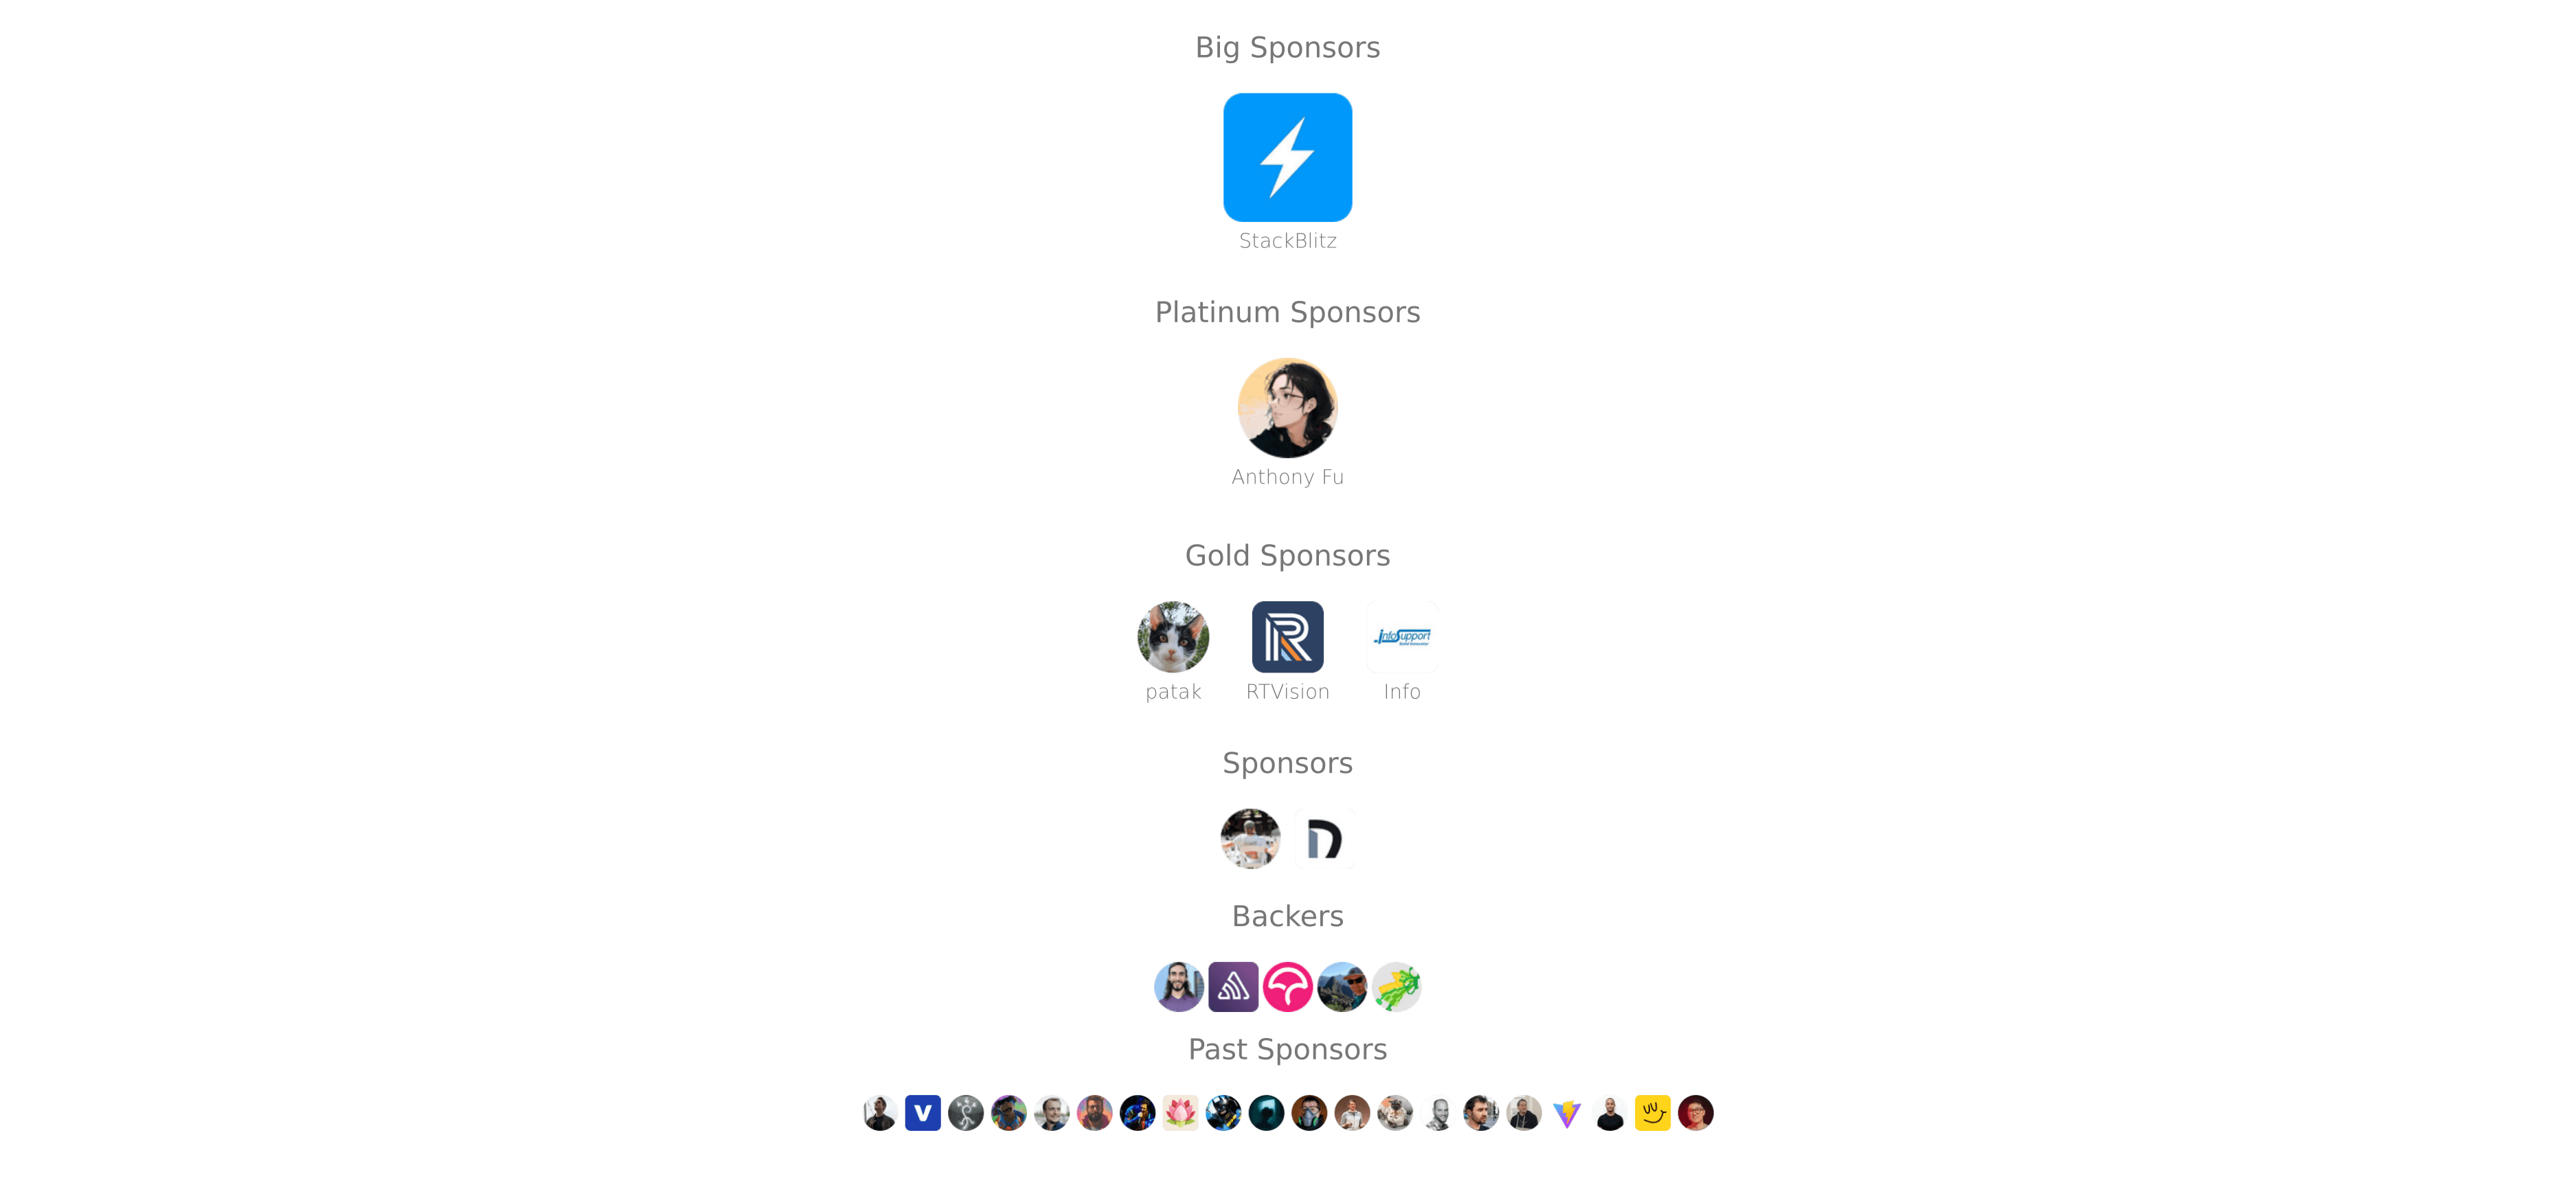 Big Sponsors
StackBlitz
Platinum Sponsors
Anthony Fu
Gold Sponsors
infoSupport
patak RTVision Info
Sponsors
Backers
Past Sponsors
V